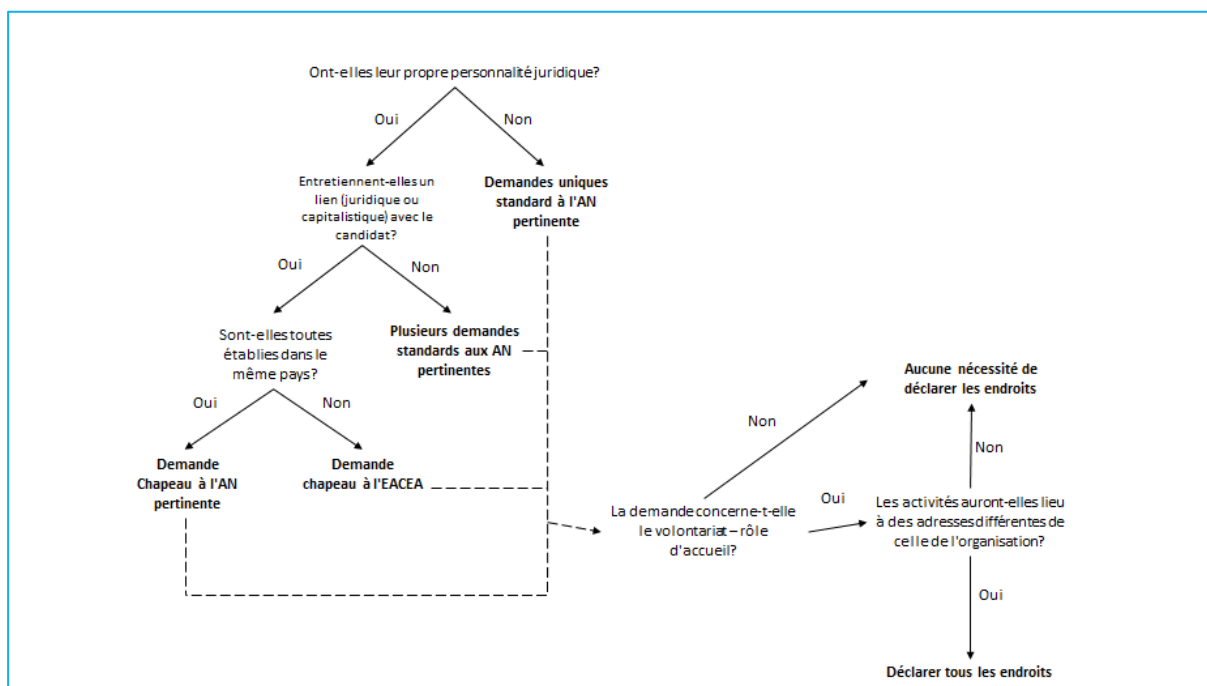 Ont-elles leur propre personnalité juridique?
Oui
Non
Entretiennent-elles un
lien (juridique ou
capitalistique) avec le
candidat?
Demandes uniques
standard à l'AN
pertinente
Oui
Non
Sont-elles toutes
établies dans le
même pays?
Plusieurs demandes
standards aux AN
pertinentes
Oui
Non
Demande
Chapeau à l'AN
pertinente
Demande
chapeau à l'EACEA
La demande concerne-t-elle
le volontariat – rôle
d'accueil?
Non
Oui
Aucune nécessité de
déclarer les endroits
Non
Les activités auront-elles lieu
à des adresses différentes de
celle de l'organisation?
Oui
Déclarer tous les endroits